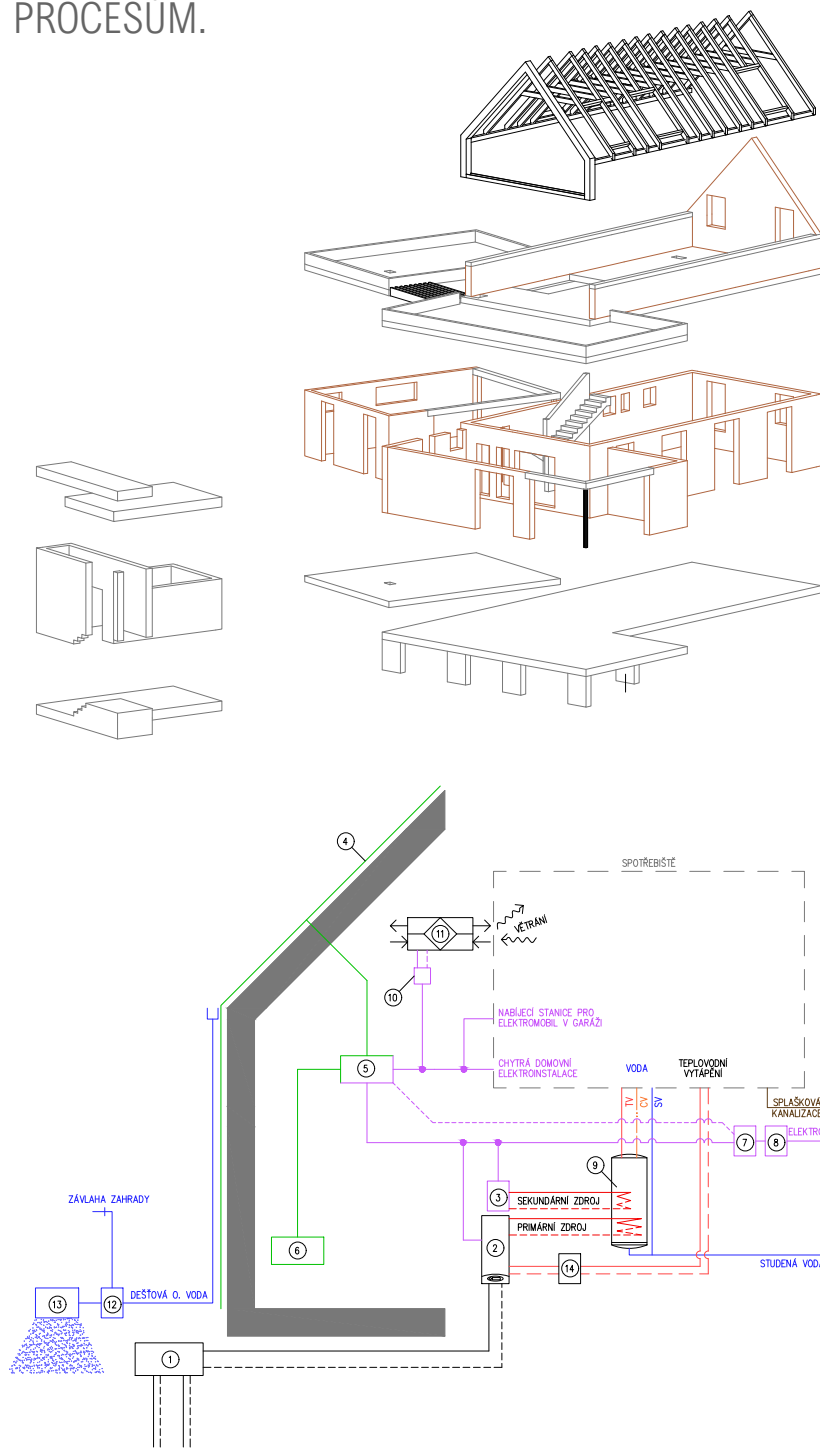 PROCESŮM.
4
SPOTŘEBIŠTĚ
11
VĚTRÁNÍ
10
NABÍJECÍ STANICE PRO
ELEKTROMOBIL V GARÁŽI
5
CHYTRÁ DOMOVNÍ
ELEKTROINSTALACE
VODA
TEPLOVODNÍ
VYTÁPĚNÍ
TV
CV
SV
SPLAŠKOVÁ
KANALIZACE
ELEKTRO
7
8
9
3
SEKUNDÁRNÍ ZDROJ
ZÁVLAHA ZAHRADY
PRIMÁRNÍ ZDROJ
2
6
14
STUDENÁ VODA
DEŠŤOVÁ O. VODA
13
12
1